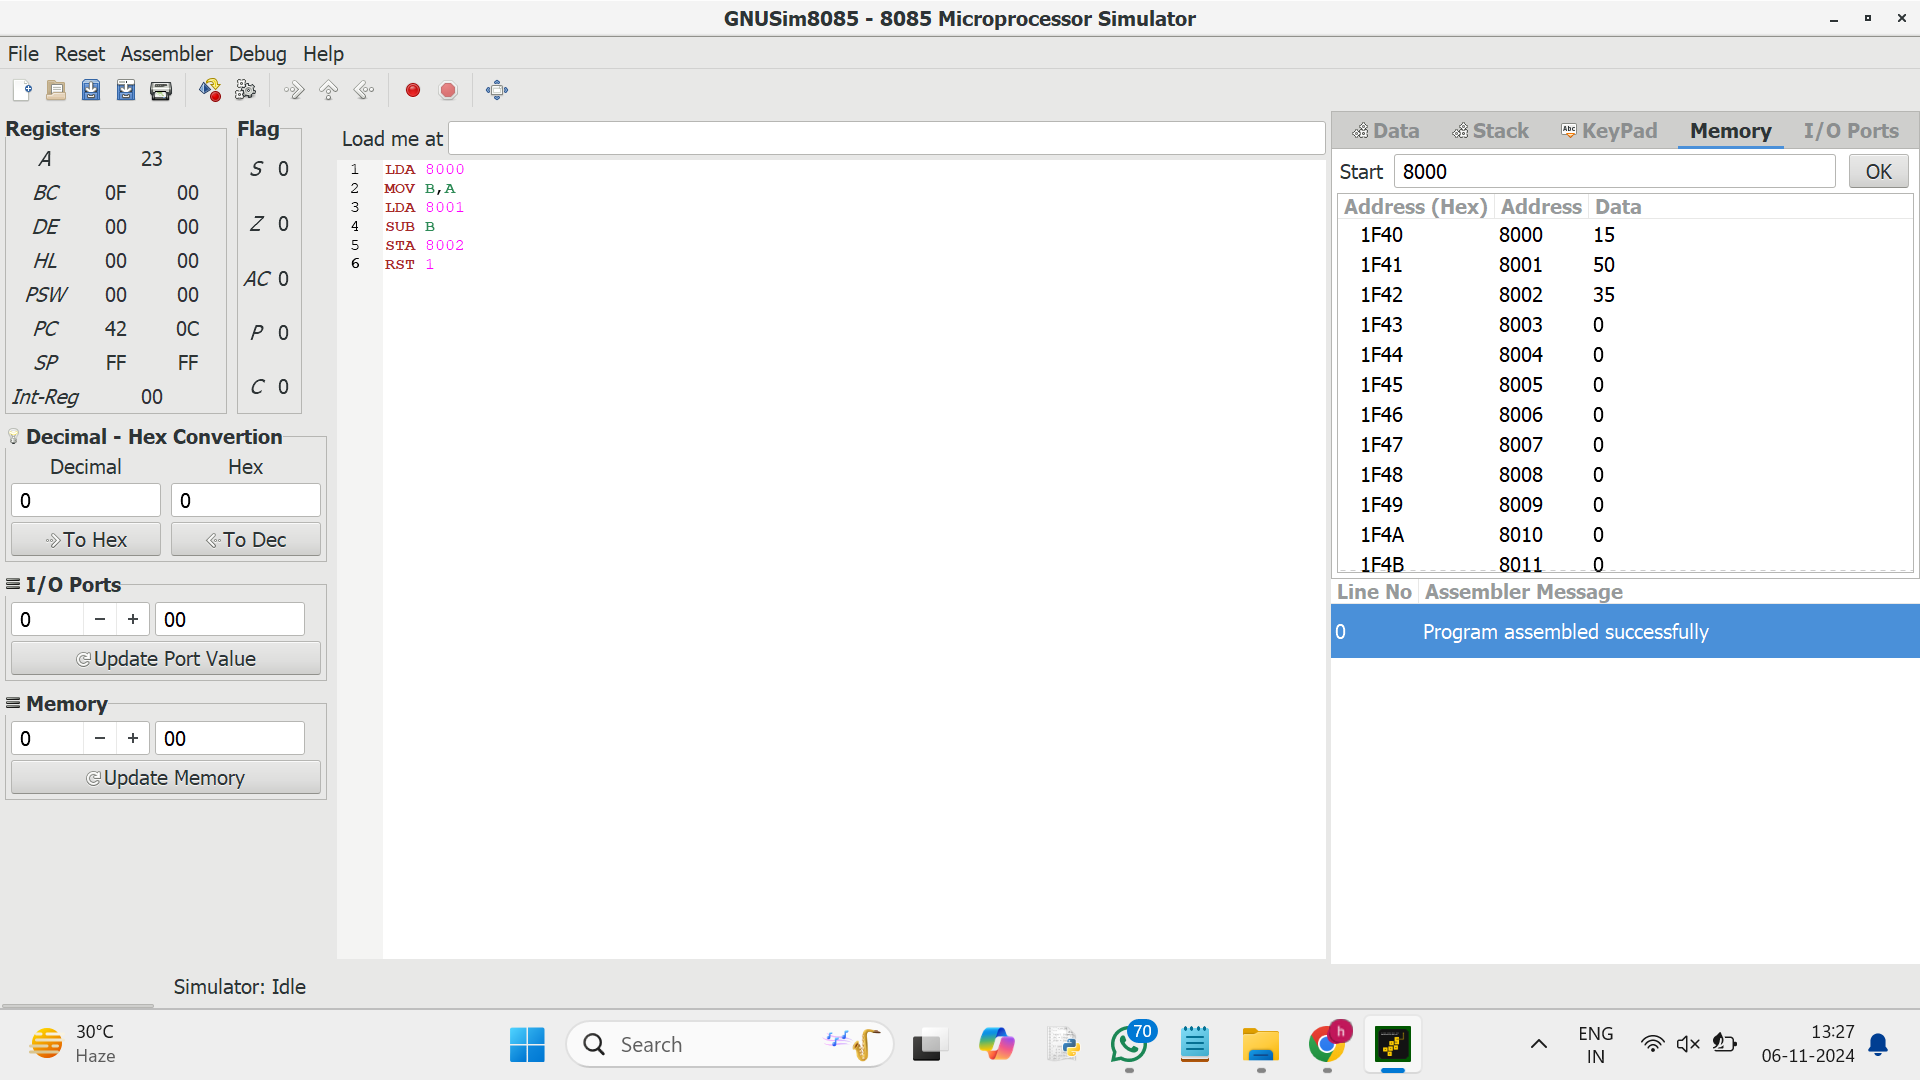 GNUSim8085 - 8085 Microprocessor Simulator
File Reset Assembler Debug Help
Registers
A 23
BC 0F 00
DE 00 00
HL 00 00
PSW 00 00
PC 42 0C
SP FF FF
Int-Reg 00
Flag
S 0
Z 0
AC 0
P 0
C 0
Decimal - Hex Convertion
Decimal Hex
0 0
To Hex To Dec
I/O Ports
0 − + 00
Update Port Value
Memory
0 − + 00
Update Memory
Load me at
1 LDA 8000
2 MOV B,A
3 LDA 8001
4 SUB B
5 STA 8002
6 RST 1
Data Stack Abc KeyPad Memory I/O Ports
Start 8000 OK
Address (Hex) Address Data
1F40 8000 15
1F41 8001 50
1F42 8002 35
1F43 8003 0
1F44 8004 0
1F45 8005 0
1F46 8006 0
1F47 8007 0
1F48 8008 0
1F49 8009 0
1F4A 8010 0
1F4B 8011 0
Line No Assembler Message
0 Program assembled successfully
Simulator: Idle
30°C
Haze
Search
70
h
ENG
IN
13:27
06-11-2024